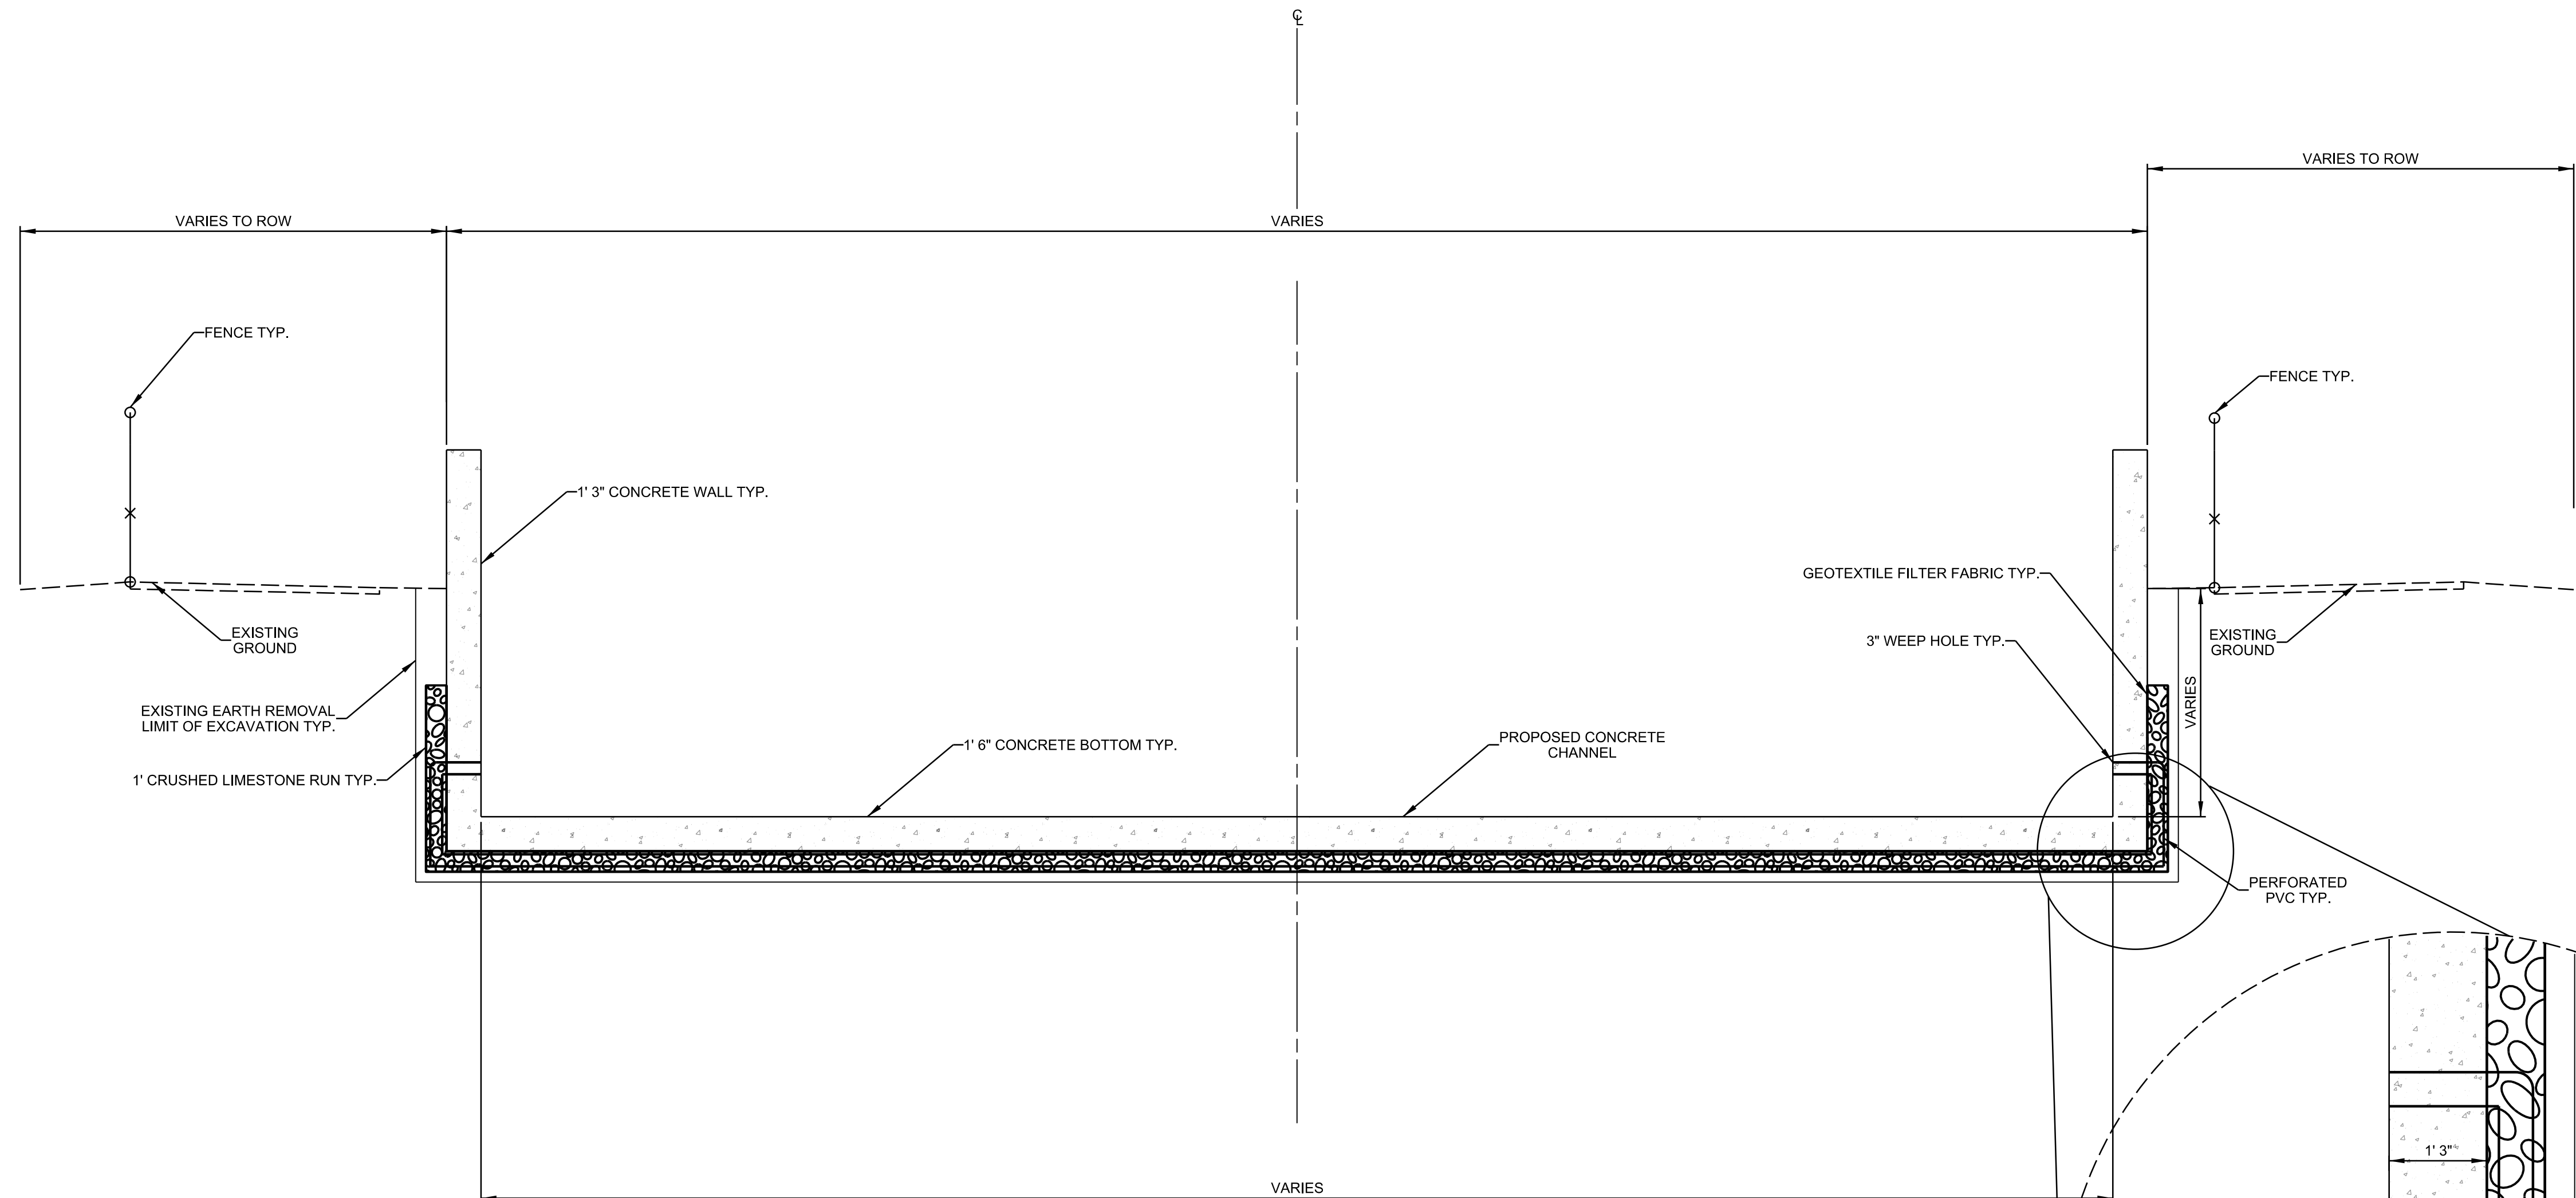 ℄
VARIES TO ROW
VARIES TO ROW
VARIES
FENCE TYP.
FENCE TYP.
1' 3" CONCRETE WALL TYP.
GEOTEXTILE FILTER FABRIC TYP.
EXISTING
GROUND
3" WEEP HOLE TYP.
EXISTING
GROUND
VARIES
EXISTING EARTH REMOVAL
LIMIT OF EXCAVATION TYP.
1' 6" CONCRETE BOTTOM TYP.
PROPOSED CONCRETE
CHANNEL
1' CRUSHED LIMESTONE RUN TYP.
PERFORATED
PVC TYP.
1' 3"
VARIES